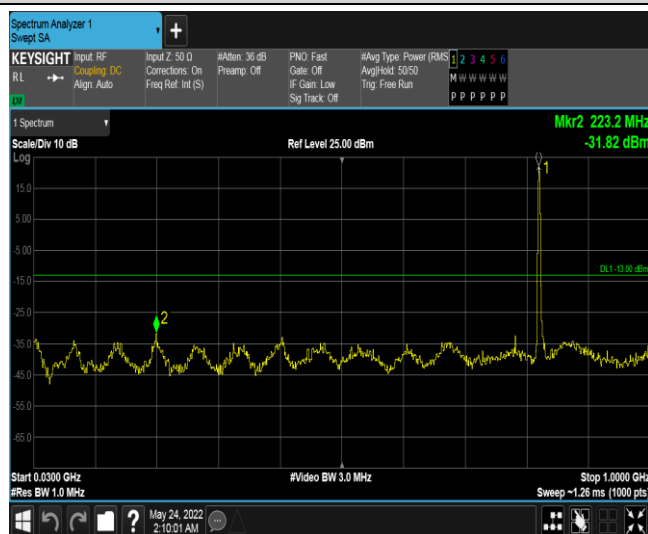 Spectrum Analyzer 1
Swept SA
KEYSIGHT
RL
LXI
Input: RF
Coupling: DC
Align: Auto
Input Z: 50 Ω
Corrections: On
Freq Ref: Int (S)
#Atten: 36 dB
Preamp: Off
PNO: Fast
Gate: Off
IF Gain: Low
Sig Track: Off
#Avg Type: Power (RMS
Avg|Hold: 50/50
Trig: Free Run
1 2 3 4 5 6
M W W W W W
P P P P P P
1 Spectrum
Mkr2 223.2 MHz
Scale/Div 10 dB
Ref Level 25.00 dBm
-31.82 dBm
Log
1
15.0
5.00
-5.00
DL1 -13.00 dBm
-15.0
-25.0
2
-35.0
-45.0
-55.0
-65.0
Start 0.0300 GHz
#Video BW 3.0 MHz
Stop 1.0000 GHz
#Res BW 1.0 MHz
Sweep ~1.26 ms (1000 pts)
?
May 24, 2022
2:10:01 AM